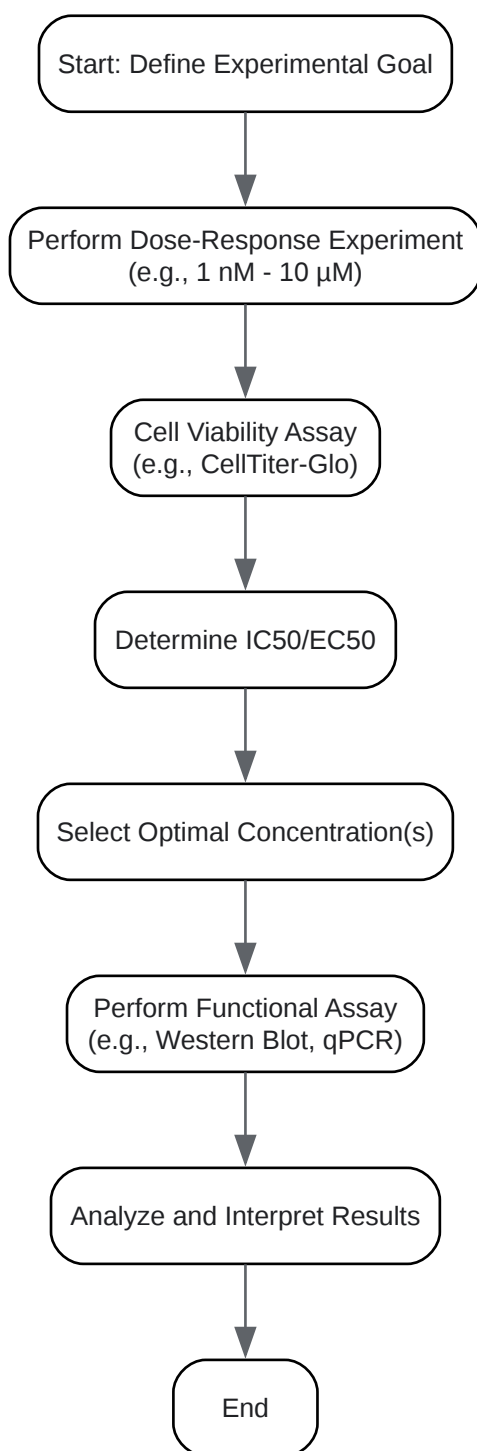 Start: Define Experimental Goal
Perform Dose-Response Experiment
(e.g., 1 nM - 10 µM)
Cell Viability Assay
(e.g., CellTiter-Glo)
Determine IC50/EC50
Select Optimal Concentration(s)
Perform Functional Assay
(e.g., Western Blot, qPCR)
Analyze and Interpret Results
End